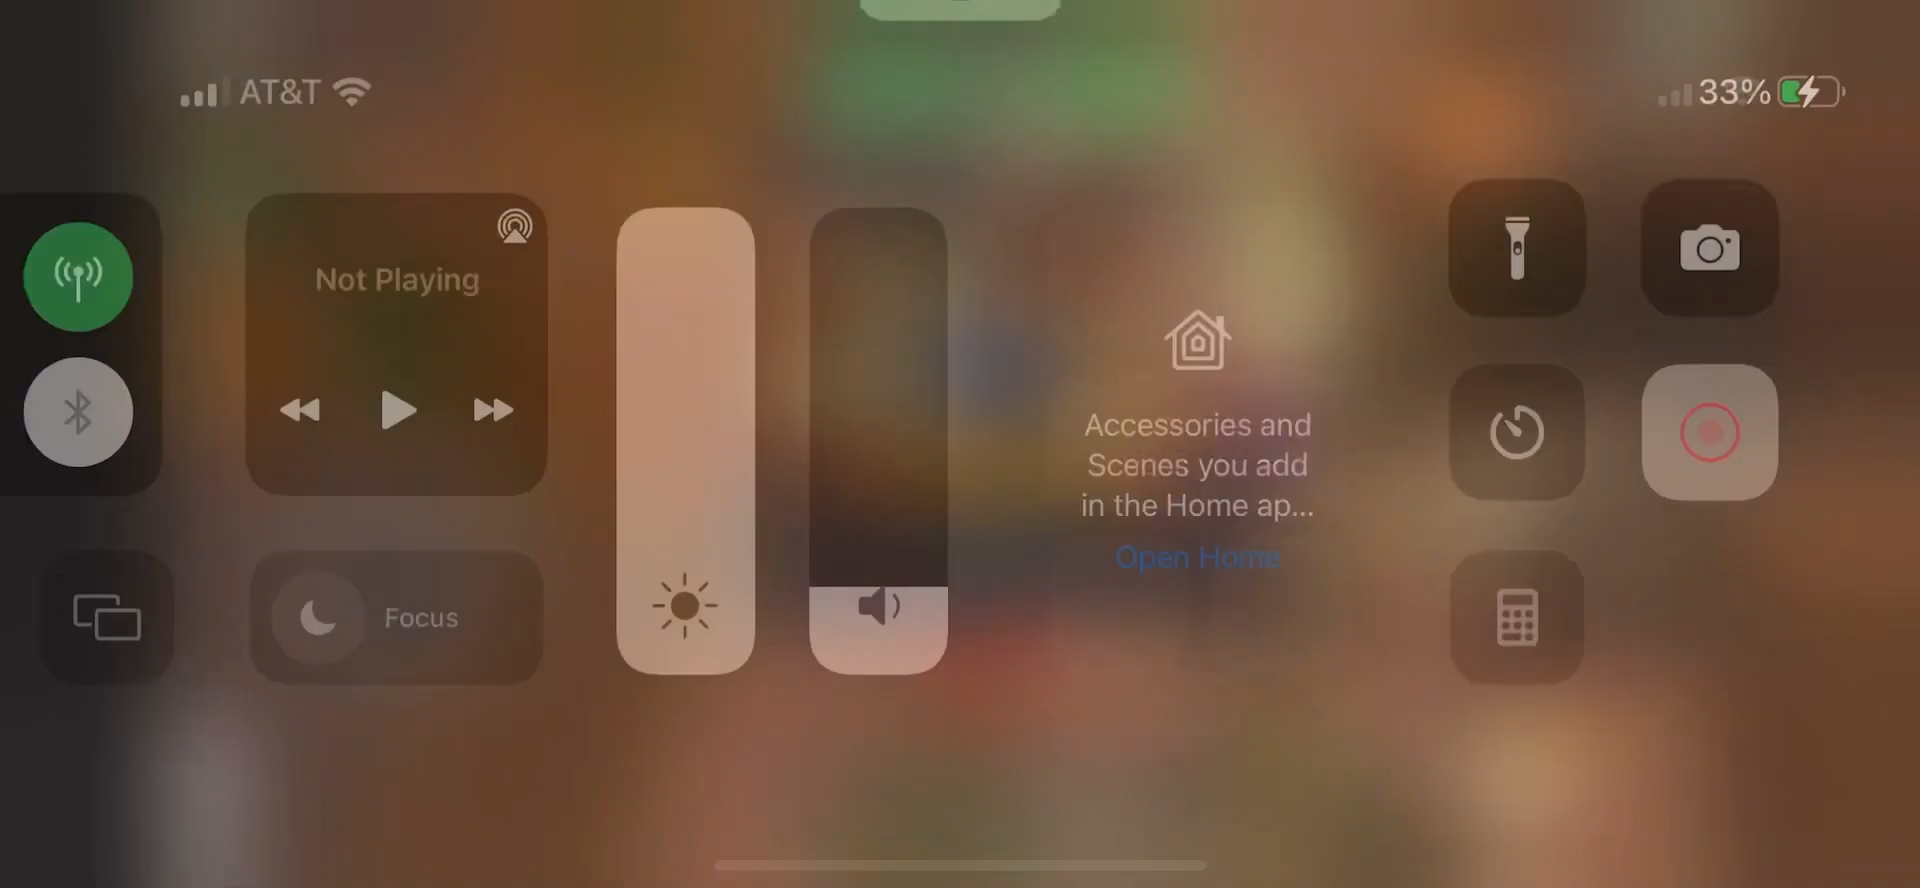 AT&T
33%
Not Playing
Accessories and
Scenes you add
in the Home ap...
Open Home
Focus